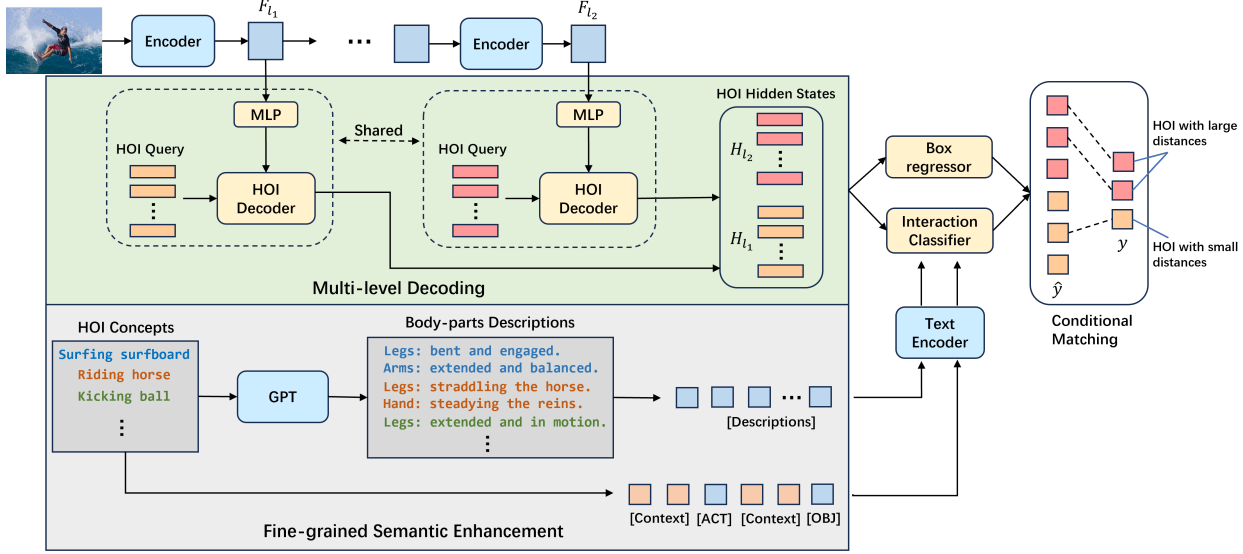 F_{l_1}
F_{l_2}
Encoder
...
Encoder
MLP
MLP
Shared
HOI Query
HOI Query
HOI
Decoder
HOI
Decoder
HOI Hidden States
H_{l_2}
H_{l_1}
Multi-level Decoding
Box
regressor
Interaction
Classifier
Text
Encoder
HOI with large
distances
HOI with small
distances
y
ŷ
Conditional
Matching
HOI Concepts
Surfing surfboard
Riding horse
Kicking ball
GPT
Body-parts Descriptions
Legs: bent and engaged.
Arms: extended and balanced.
Legs: straddling the horse.
Hand: steadying the reins.
Legs: extended and in motion.
[Descriptions]
[Context] [ACT] [Context] [OBJ]
Fine-grained Semantic Enhancement